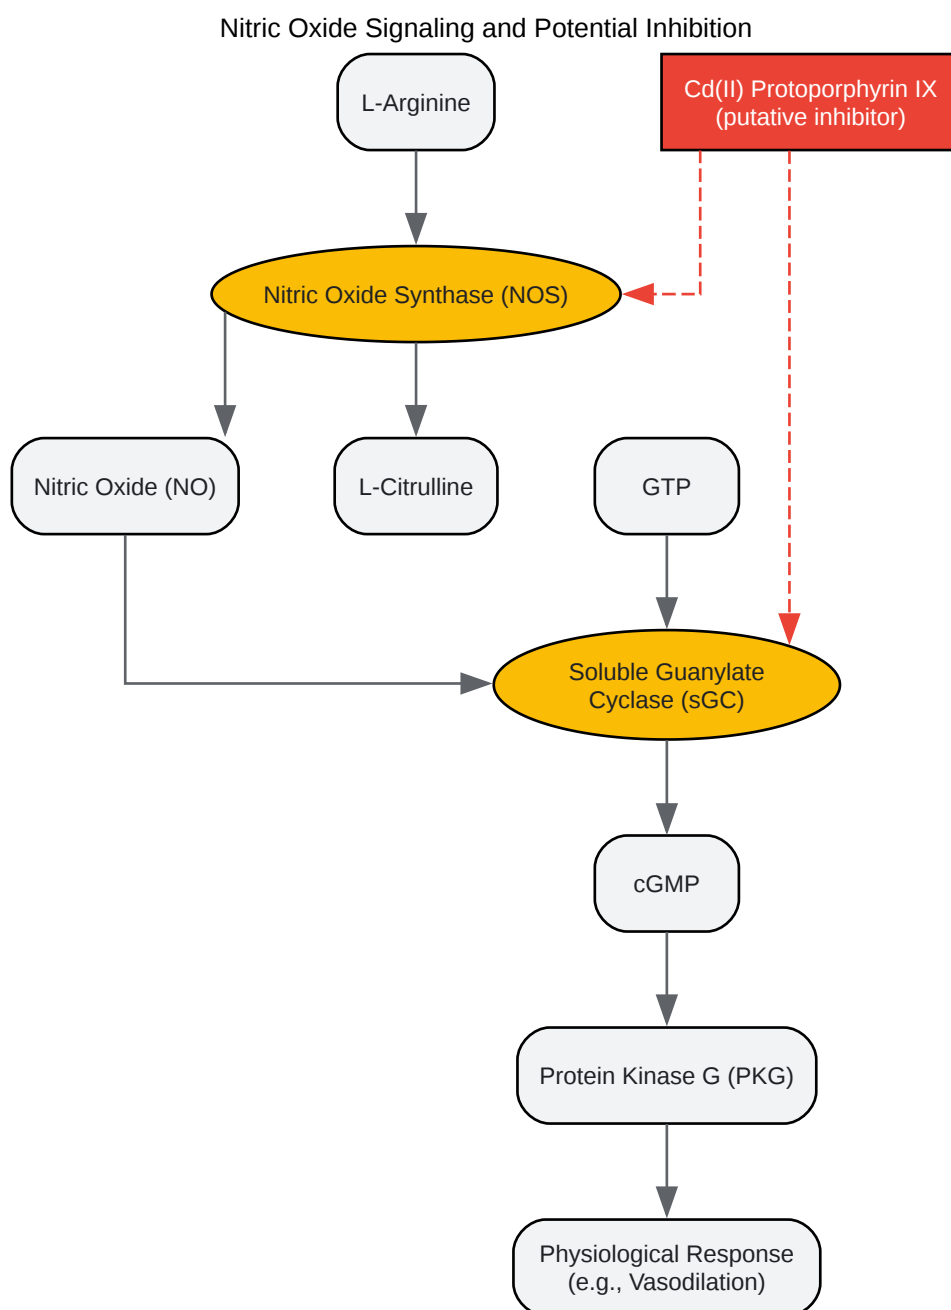 Nitric Oxide Signaling and Potential Inhibition
L-Arginine
Cd(II) Protoporphyrin IX
(putative inhibitor)
Nitric Oxide Synthase (NOS)
Nitric Oxide (NO)
L-Citrulline
GTP
Soluble Guanylate
Cyclase (sGC)
cGMP
Protein Kinase G (PKG)
Physiological Response
(e.g., Vasodilation)